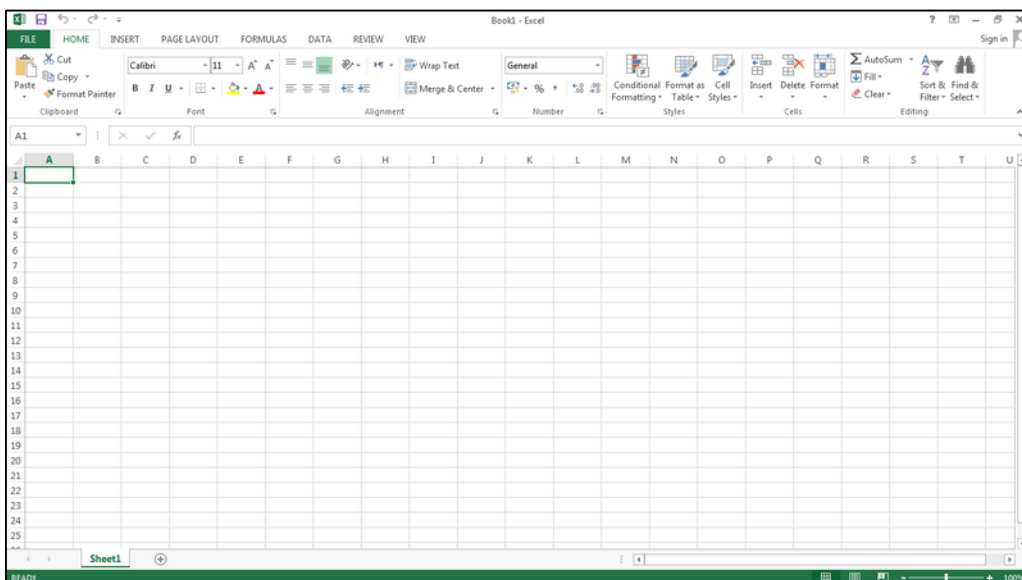 Book1 - Excel
?
FILE HOME INSERT PAGE LAYOUT FORMULAS DATA REVIEW VIEW
Sign in
Paste
Cut
Copy
Format Painter
Clipboard
Calibri 11 A A
B I U A
Font
Wrap Text
Merge & Center
Alignment
General
% ,
Number
Conditional Formatting
Format as Table
Cell Styles
Styles
Insert Delete Format
Cells
AutoSum
Fill
Clear
Sort & Filter
Find & Select
Editing
A1 fx
A B C D E F G H I J K L M N O P Q R S T U
1
2
3
4
5
6
7
8
9
10
11
12
13
14
15
16
17
18
19
20
21
22
23
24
25
Sheet1
READY
100%